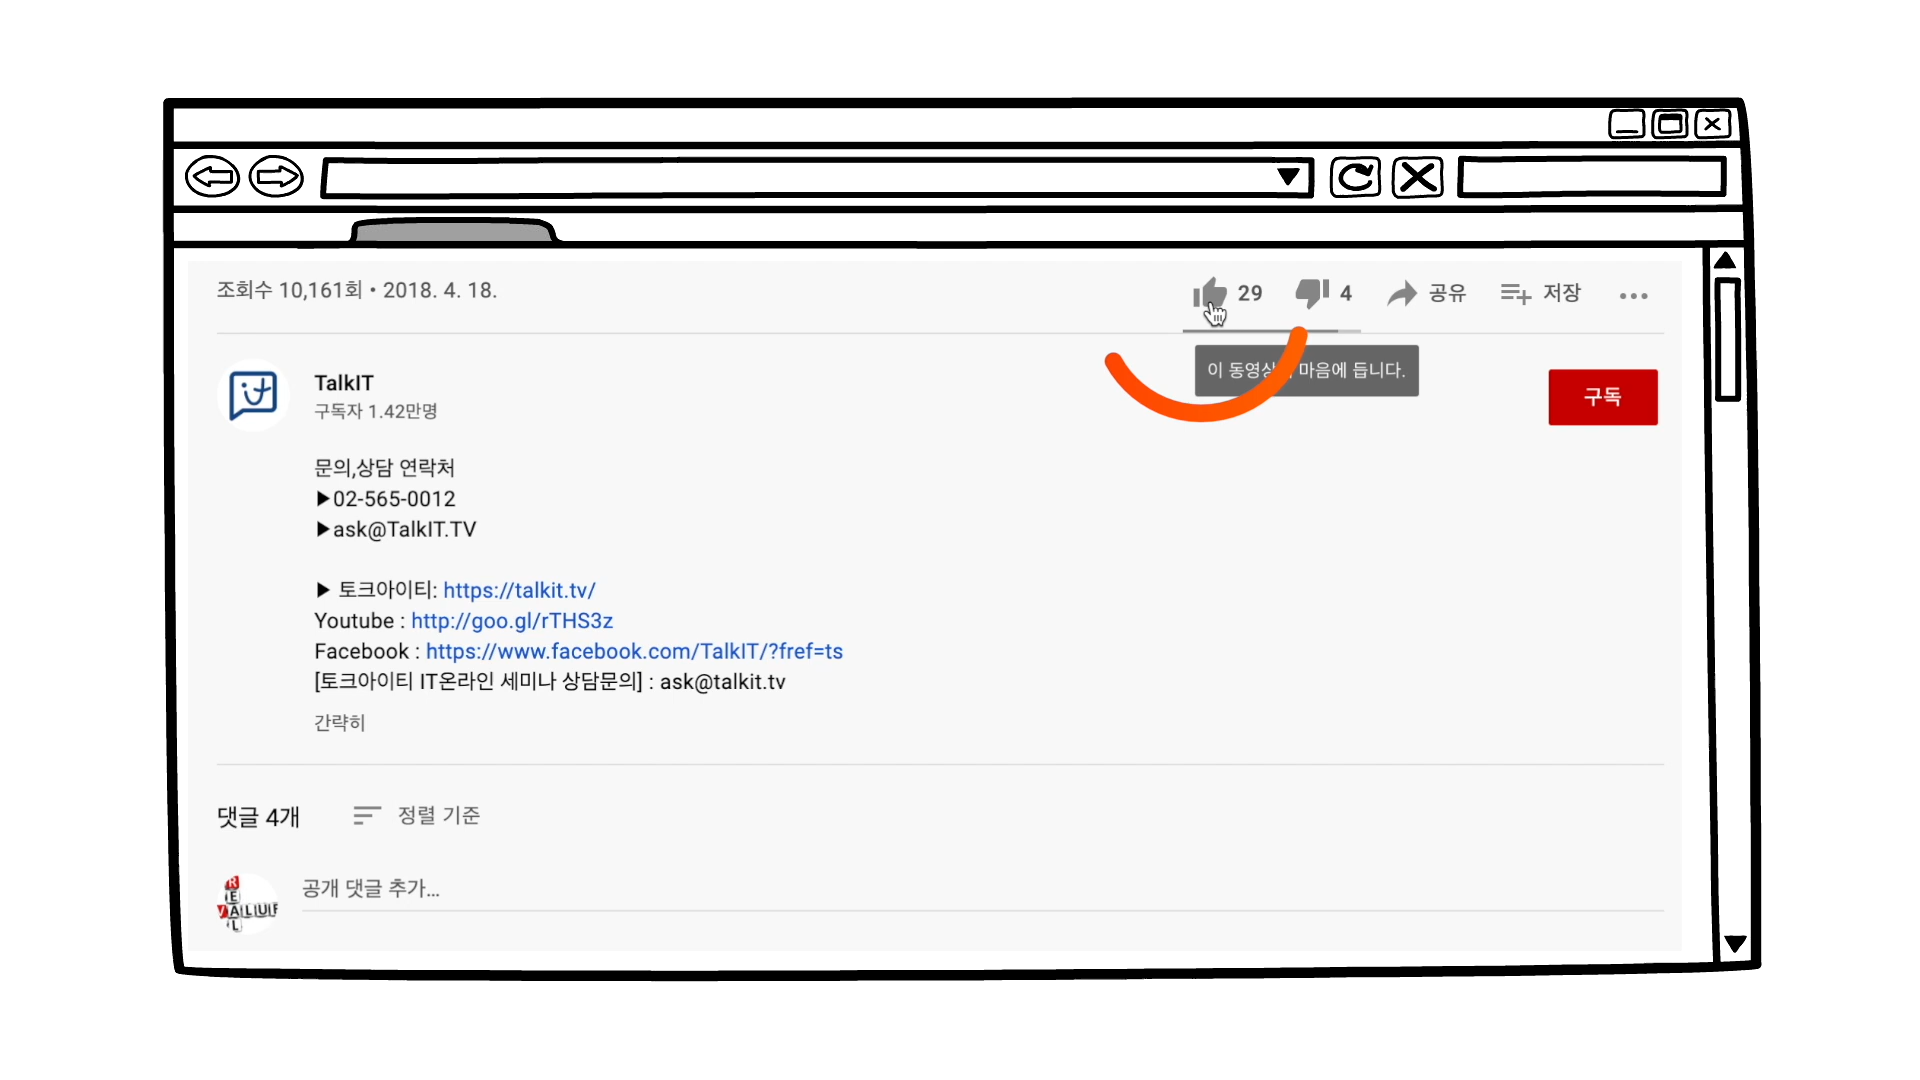 조회수 10,161회 • 2018. 4. 18.
29
4
공유
저장
이 동영상 마음에 듭니다.
TalkIT
구독자 1.42만명
구독
문의,상담 연락처
▶02-565-0012
▶ask@TalkIT.TV
▶ 토크아이티: https://talkit.tv/
Youtube : http://goo.gl/rTHS3z
Facebook : https://www.facebook.com/TalkIT/?fref=ts
[토크아이티 IT온라인 세미나 상담문의] : ask@talkit.tv
간략히
댓글 4개
정렬 기준
공개 댓글 추가...
REAL